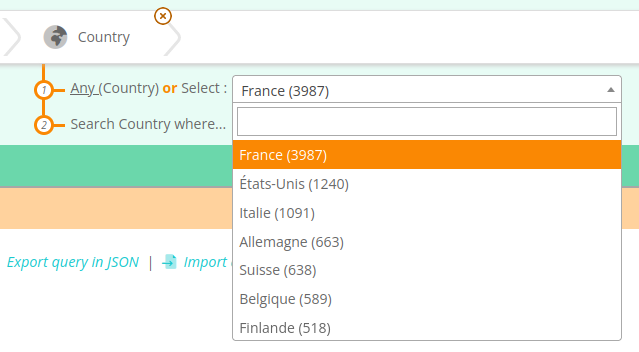 Country
1 Any (Country) or Select : France (3987)
2 Search Country where...
France (3987)
États-Unis (1240)
Italie (1091)
Allemagne (663)
Suisse (638)
Belgique (589)
Finlande (518)
Export query in JSON | Import